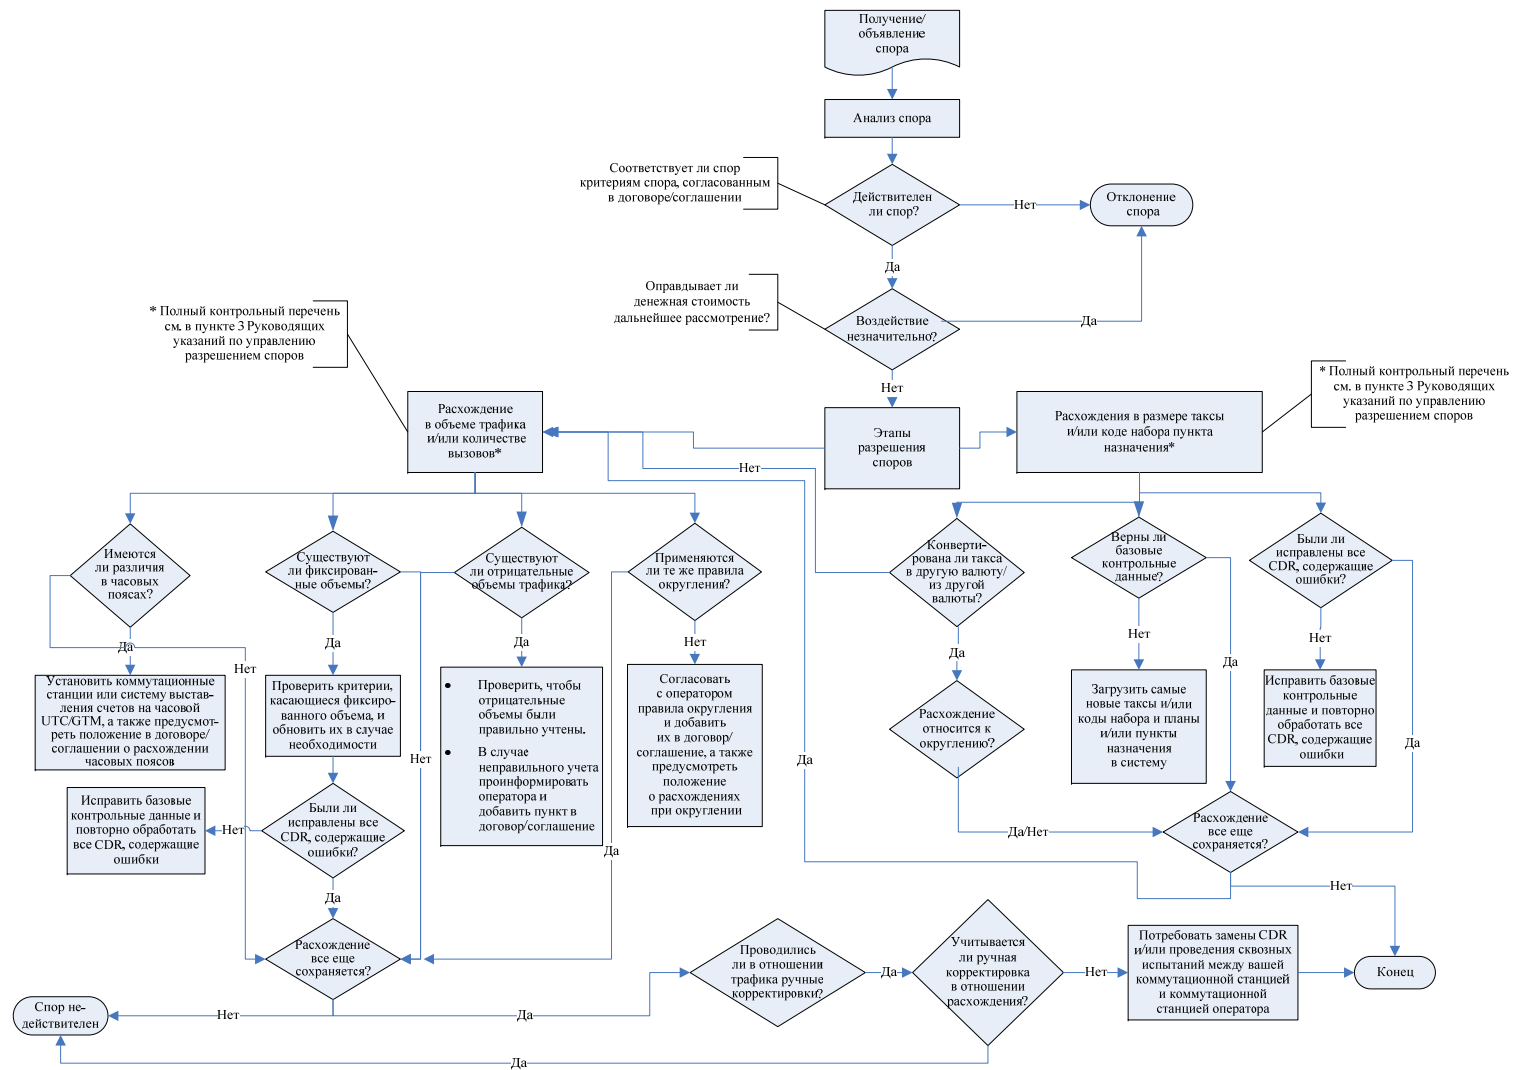 Получение/
объявление
спора
Анализ спора
Соответствует ли спор
критериям спора, согласованным
в договоре/соглашении
Действителен
ли спор?
Нет
Отклонение
спора
Да
Оправдывает ли
денежная стоимость
дальнейшее рассмотрение?
Воздействие
незначительно?
Да
Нет
* Полный контрольный перечень
см. в пункте 3 Руководящих
указаний по управлению
разрешением споров
* Полный контрольный перечень
см. в пункте 3 Руководящих
указаний по управлению
разрешением споров
Расхождение
в объеме трафика
и/или количестве
вызовов*
Этапы
разрешения
споров
Расхождения в размере таксы
и/или коде набора пункта
назначения*
Нет
Имеются
ли различия
в часовых
поясах?
Существуют
ли фиксирован-
ные объемы?
Существуют
ли отрицательные
объемы трафика?
Применяются
ли те же правила
округления?
Конверти-
рована ли такса
в другую валюту/
из другой
валюты?
Верны ли
базовые
контрольные
данные?
Были ли
исправлены все
CDR, содержащие
ошибки?
Да
Нет
Да
Да
Нет
Да
Нет
Да
Нет
Установить коммутационные
станции или систему выстав-
ления счетов на часовой
UTC/GTM, а также предусмот-
реть положение в договоре/
соглашении о расхождении
часовых поясов
Проверить критерии,
касающиеся фиксиро-
ванного объема, и
обновить их в случае
необходимости
Нет
• Проверить, чтобы
отрицательные
объемы были
правильно учтены.
• В случае
неправильного учета
проинформировать
оператора и
добавить пункт в
договор/соглашение
Согласовать
с оператором
правила округления
и добавить
их в договор/
соглашение, а также
предусмотреть
положение
о расхождениях
при округлении
Да
Да
Расхождение
относится к
округлению?
Загрузить самые
новые таксы и/или
коды набора и планы
и/или пункты
назначения
в систему
Исправить базовые
контрольные
данные и повторно
обработать все
CDR, содержащие
ошибки
Да
Исправить базовые
контрольные данные и
повторно обработать
все CDR, содержащие
ошибки
Нет
Были ли
исправлены все
CDR, содержащие
ошибки?
Да/Нет
Расхождение
все еще
сохраняется?
Да
Нет
Расхождение
все еще
сохраняется?
Проводились
ли в отношении
трафика ручные
корректировки?
Да
Учитывается
ли ручная
корректировка
в отношении
расхождения?
Нет
Потребовать замены CDR
и/или проведения сквозных
испытаний между вашей
коммутационной станцией
и коммутационной
станцией оператора
Конец
Спор не-
действителен
Нет
Да
Да